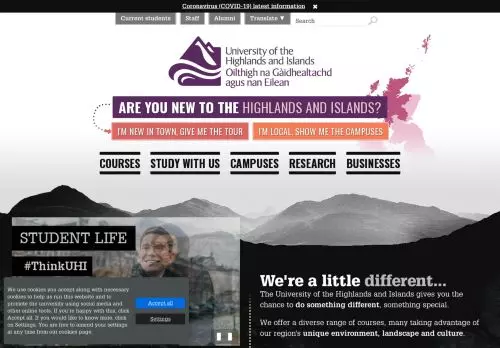 Coronavirus (COVID-19) latest information ✖
Current students Staff Alumni Translate ▼ Search
University of the
Highlands and Islands
Oilthigh na Gàidhealtachd
agus nan Eilean
ARE YOU NEW TO THE HIGHLANDS AND ISLANDS?
I'M NEW IN TOWN, GIVE ME THE TOUR I'M LOCAL, SHOW ME THE CAMPUSES
COURSES STUDY WITH US CAMPUSES RESEARCH BUSINESSES
STUDENT LIFE
#ThinkUHI
We use cookies you accept along with necessary
cookies to help us run this website and to
promote the university using social media and
other online tools. If you're happy with this, click
Accept all. If you would like to know more, click
on Settings. You are free to amend your settings
at any time from our cookies page.
Accept all
Settings
We're a little different...
The University of the Highlands and Islands gives you the
chance to do something different, something special.
We offer a diverse range of courses, many taking advantage of
our region's unique environment, landscape and culture.